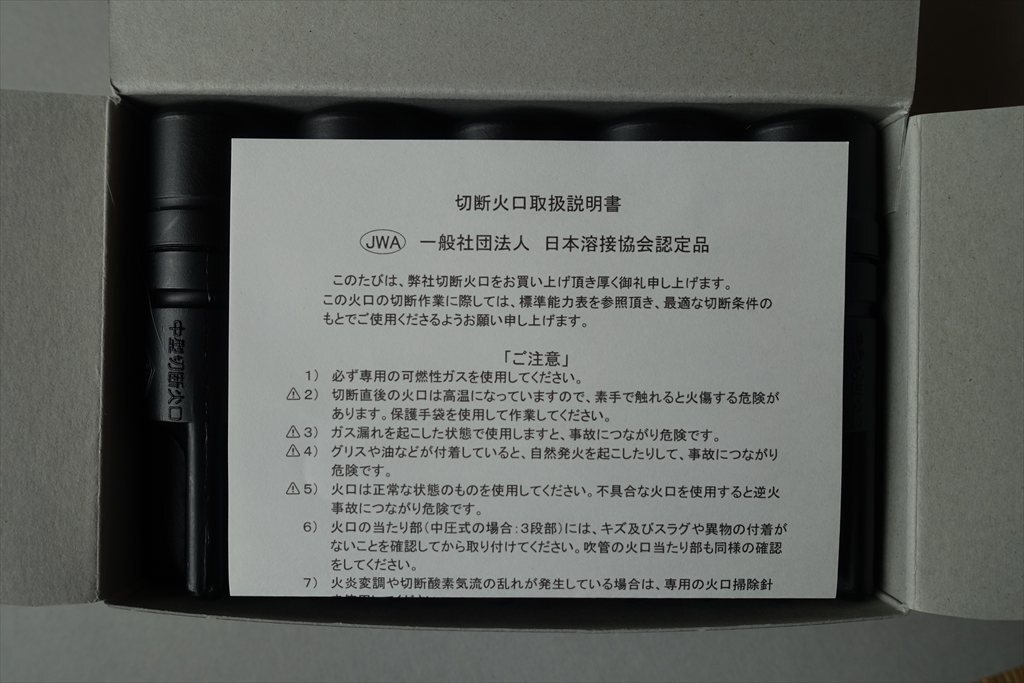 切断火口取扱説明書
JWA 一般社団法人 日本溶接協会認定品
このたびは、弊社切断火口をお買い上げ頂き厚く御礼申し上げます。
この火口の切断作業に際しては、標準能力表を参照頂き、最適な切断条件の
もとでご使用くださるようお願い申し上げます。
「ご注意」
1) 必ず専用の可燃性ガスを使用してください。
⚠2) 切断直後の火口は高温になっていますので、素手で触れると火傷する危険が
あります。保護手袋を使用して作業してください。
⚠3) ガス漏れを起こした状態で使用しますと、事故につながり危険です。
⚠4) グリスや油などが付着していると、自然発火を起こしたりして、事故につながり
危険です。
⚠5) 火口は正常な状態のものを使用してください。不具合な火口を使用すると逆火
事故につながり危険です。
6) 火口の当たり部(中圧式の場合:3段部)には、キズ及びスラグや異物の付着が
ないことを確認してから取り付けてください。吹管の火口当たり部も同様の確認
をしてください。
7) 火炎変調や切断酸素気流の乱れが発生している場合は、専用の火口掃除針
中型切断火口